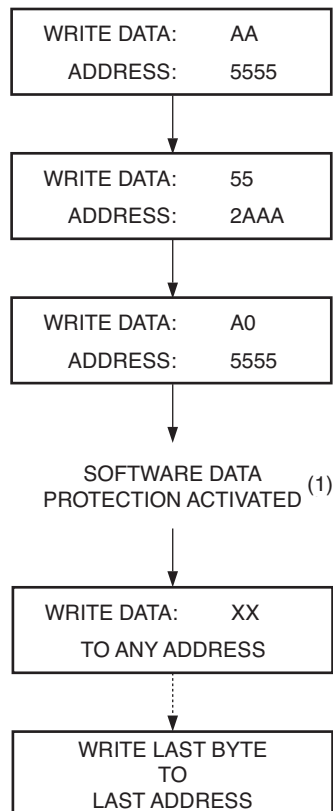 WRITE DATA: AA
ADDRESS: 5555
WRITE DATA: 55
ADDRESS: 2AAA
WRITE DATA: A0
ADDRESS: 5555
SOFTWARE DATA
PROTECTION ACTIVATED (1)
WRITE DATA: XX
TO ANY ADDRESS
WRITE LAST BYTE
TO
LAST ADDRESS